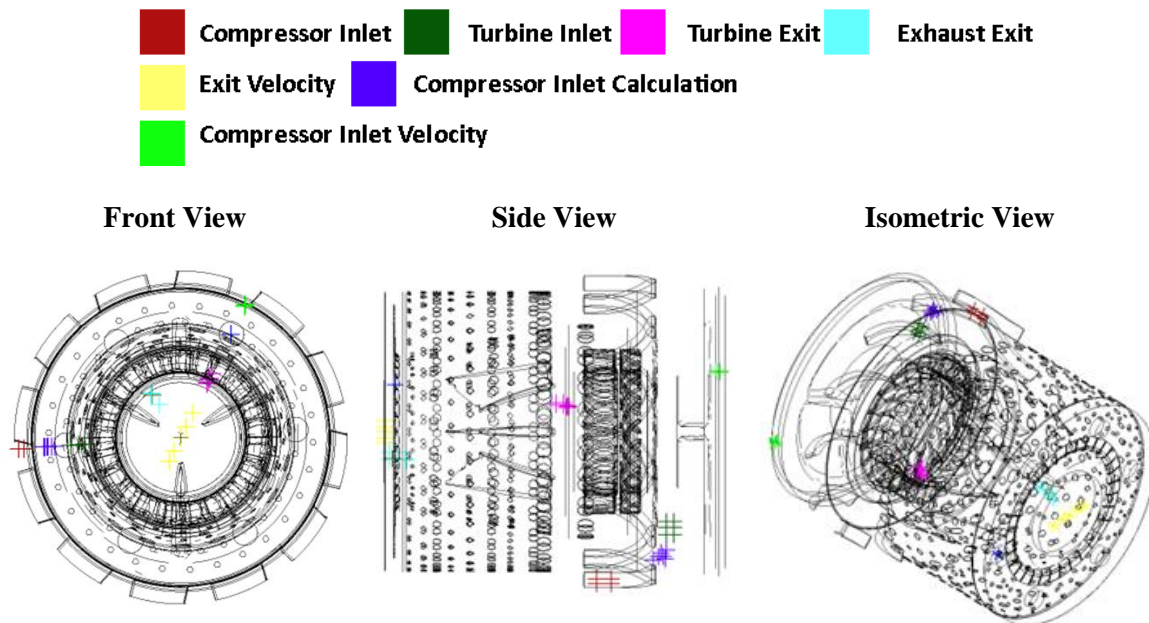 Compressor Inlet Turbine Inlet Turbine Exit Exhaust Exit
Exit Velocity Compressor Inlet Calculation
Compressor Inlet Velocity
Front View Side View Isometric View